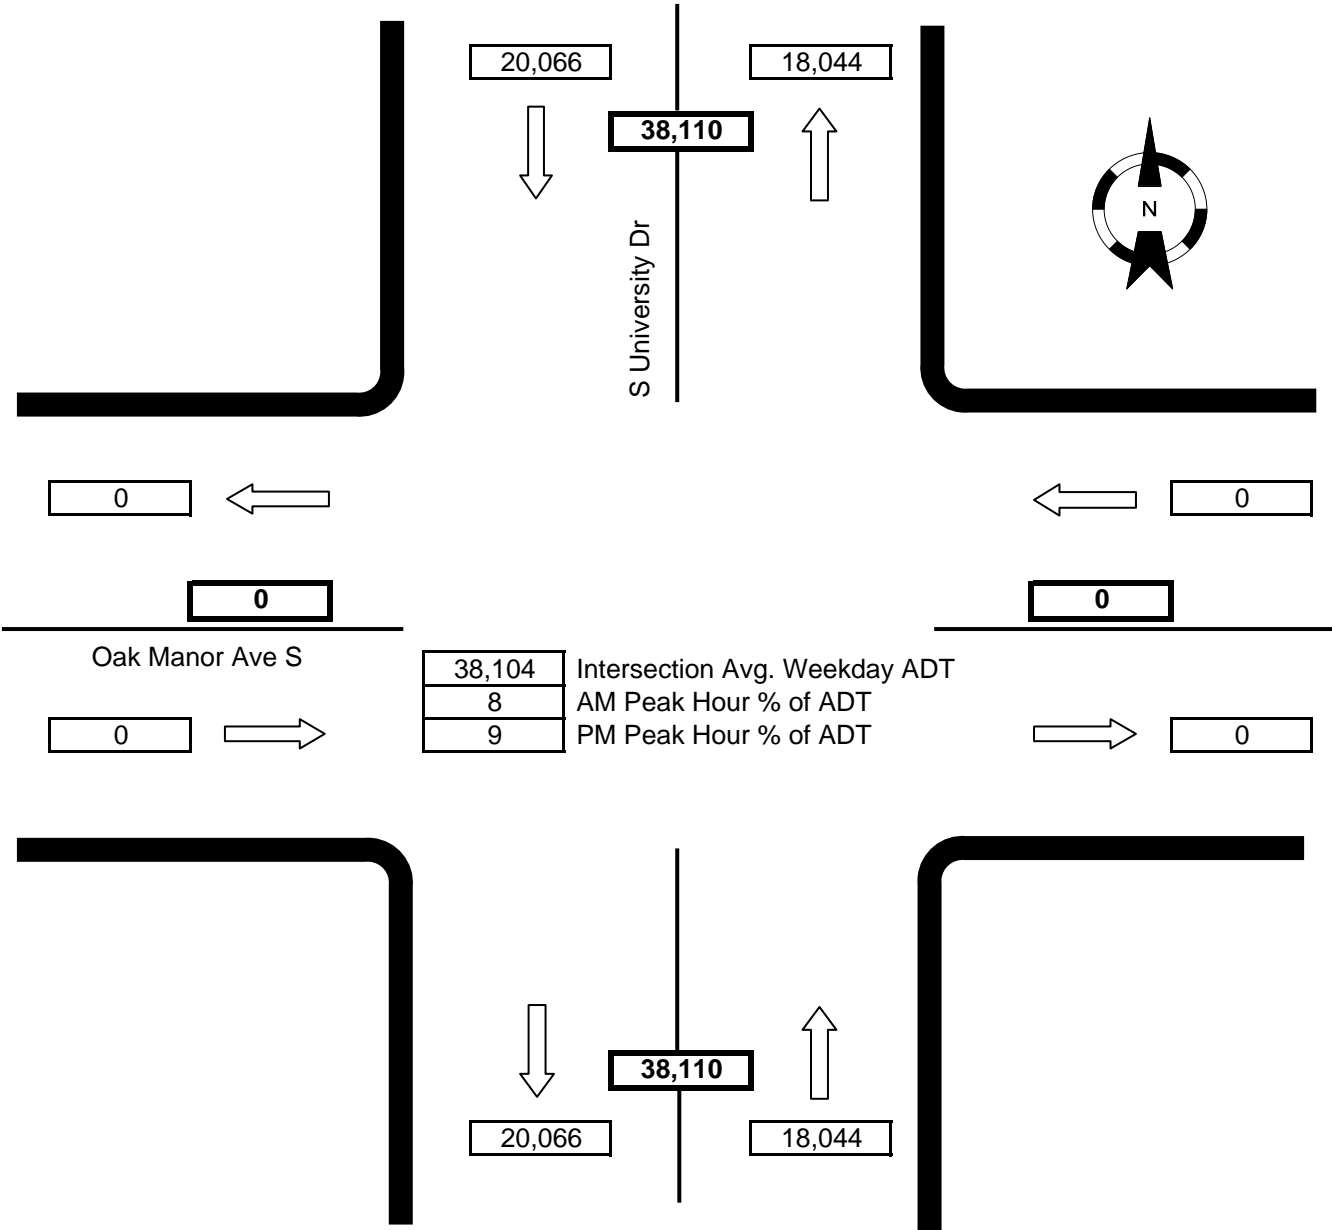 20,066
18,044
38,110
N
S University Dr
0
0
0
0
Oak Manor Ave S
38,104 Intersection Avg. Weekday ADT
8 AM Peak Hour % of ADT
9 PM Peak Hour % of ADT
0
0
38,110
20,066
18,044